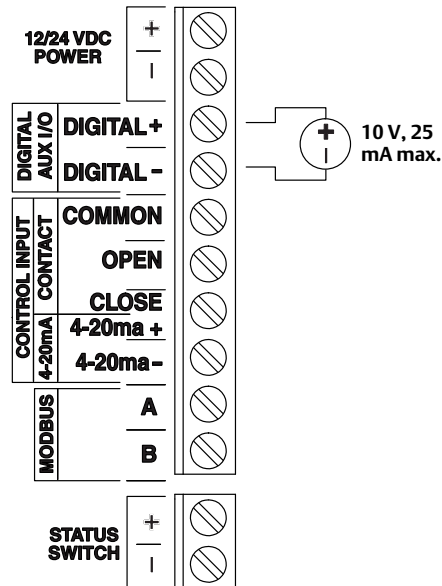 12/24 VDC
POWER
+
–
DIGITAL
AUX I/O
DIGITAL+
DIGITAL-
+
–
10 V, 25
mA max.
CONTROL INPUT
CONTACT
COMMON
OPEN
CLOSE
4-20mA
4-20ma +
4-20ma-
MODBUS
A
B
STATUS
SWITCH
+
–